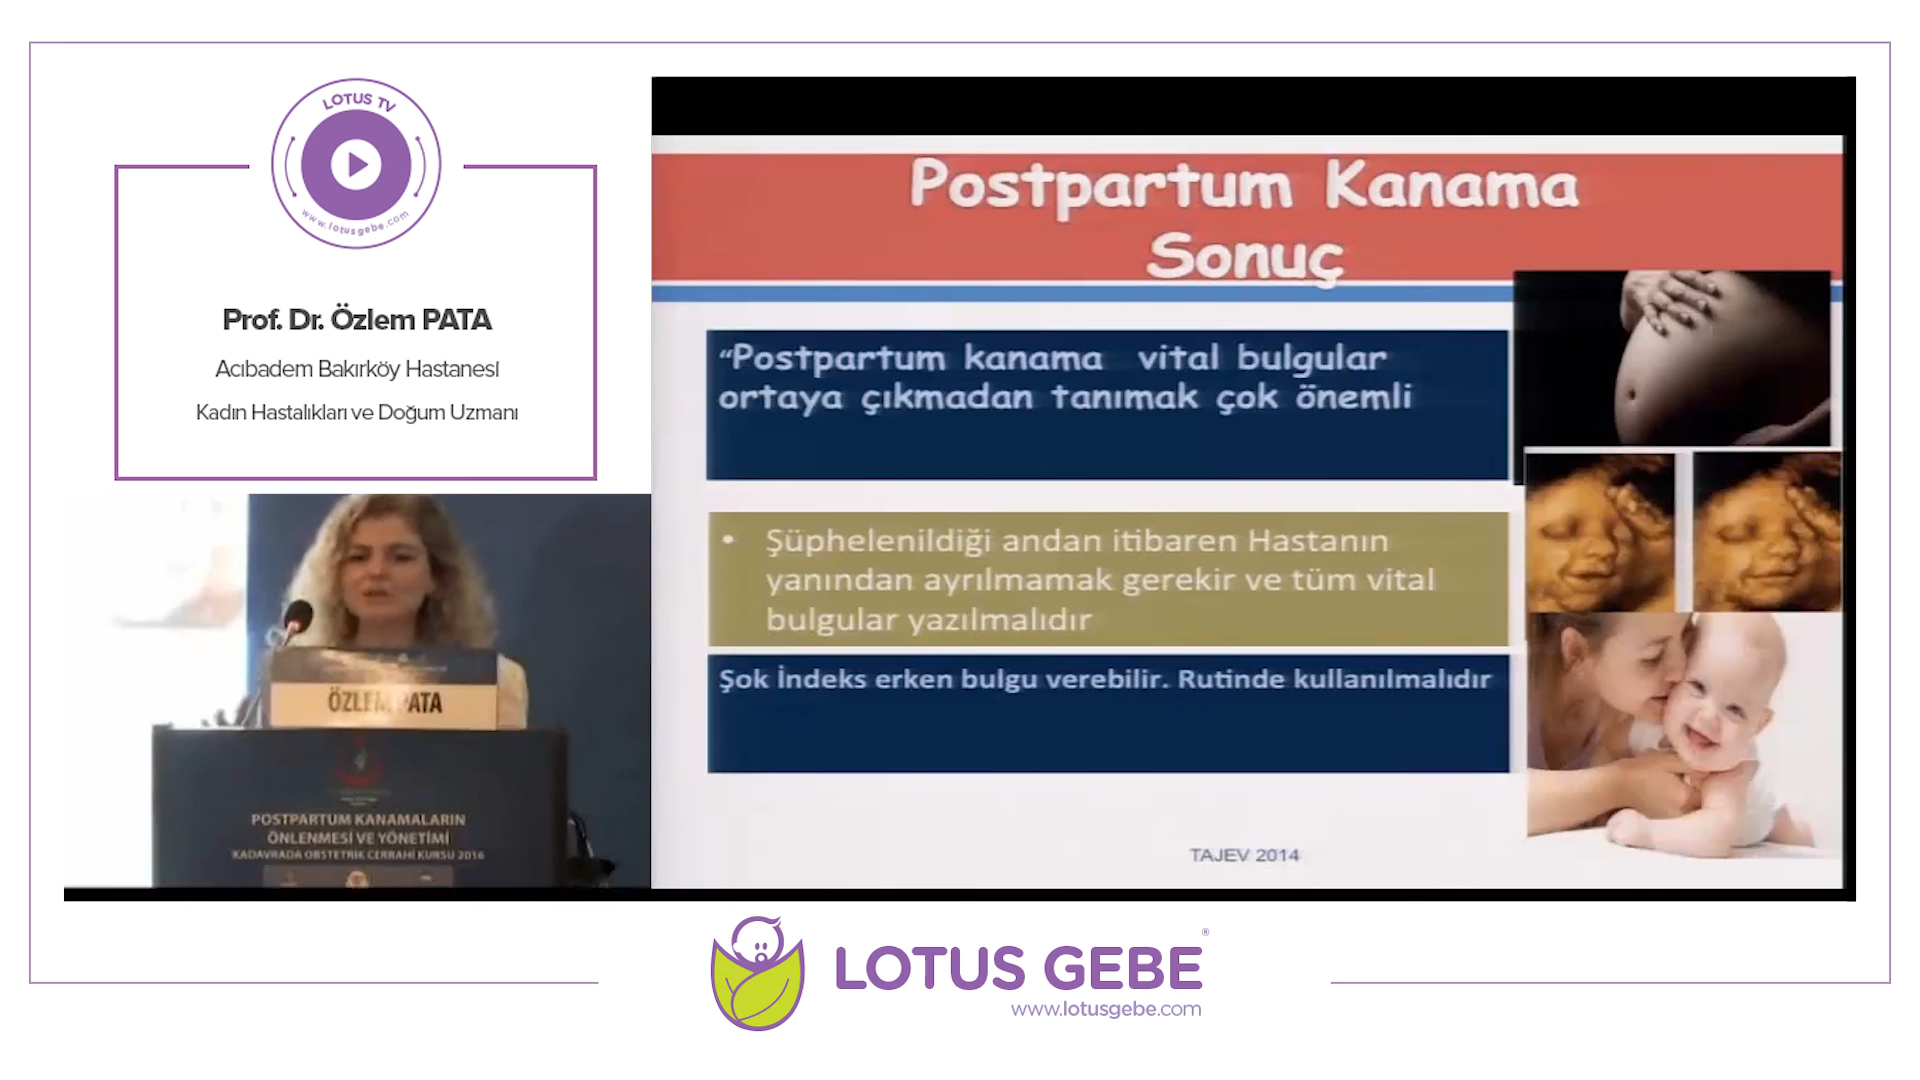 LOTUS TV
www.lotusgebe.com
Prof. Dr. Özlem PATA
Acıbadem Bakırköy Hastanesi
Kadın Hastalıkları ve Doğum Uzmanı
Postpartum Kanama
Sonuç
“Postpartum kanama vital bulgular
ortaya çıkmadan tanımak çok önemli
• Şüphelenildiği andan itibaren Hastanın
yanından ayrılmamak gerekir ve tüm vital
bulgular yazılmalıdır
Şok İndeks erken bulgu verebilir. Rutinde kullanılmalıdır
TAJEV 2014
ÖZLEM PATA
POSTPARTUM KANAMALARIN
ÖNLENMESİ VE YÖNETİMİ
KADAVRADA OBSTETRİK CERRAHİ KURSU 2016
LOTUS GEBE®
www.lotusgebe.com